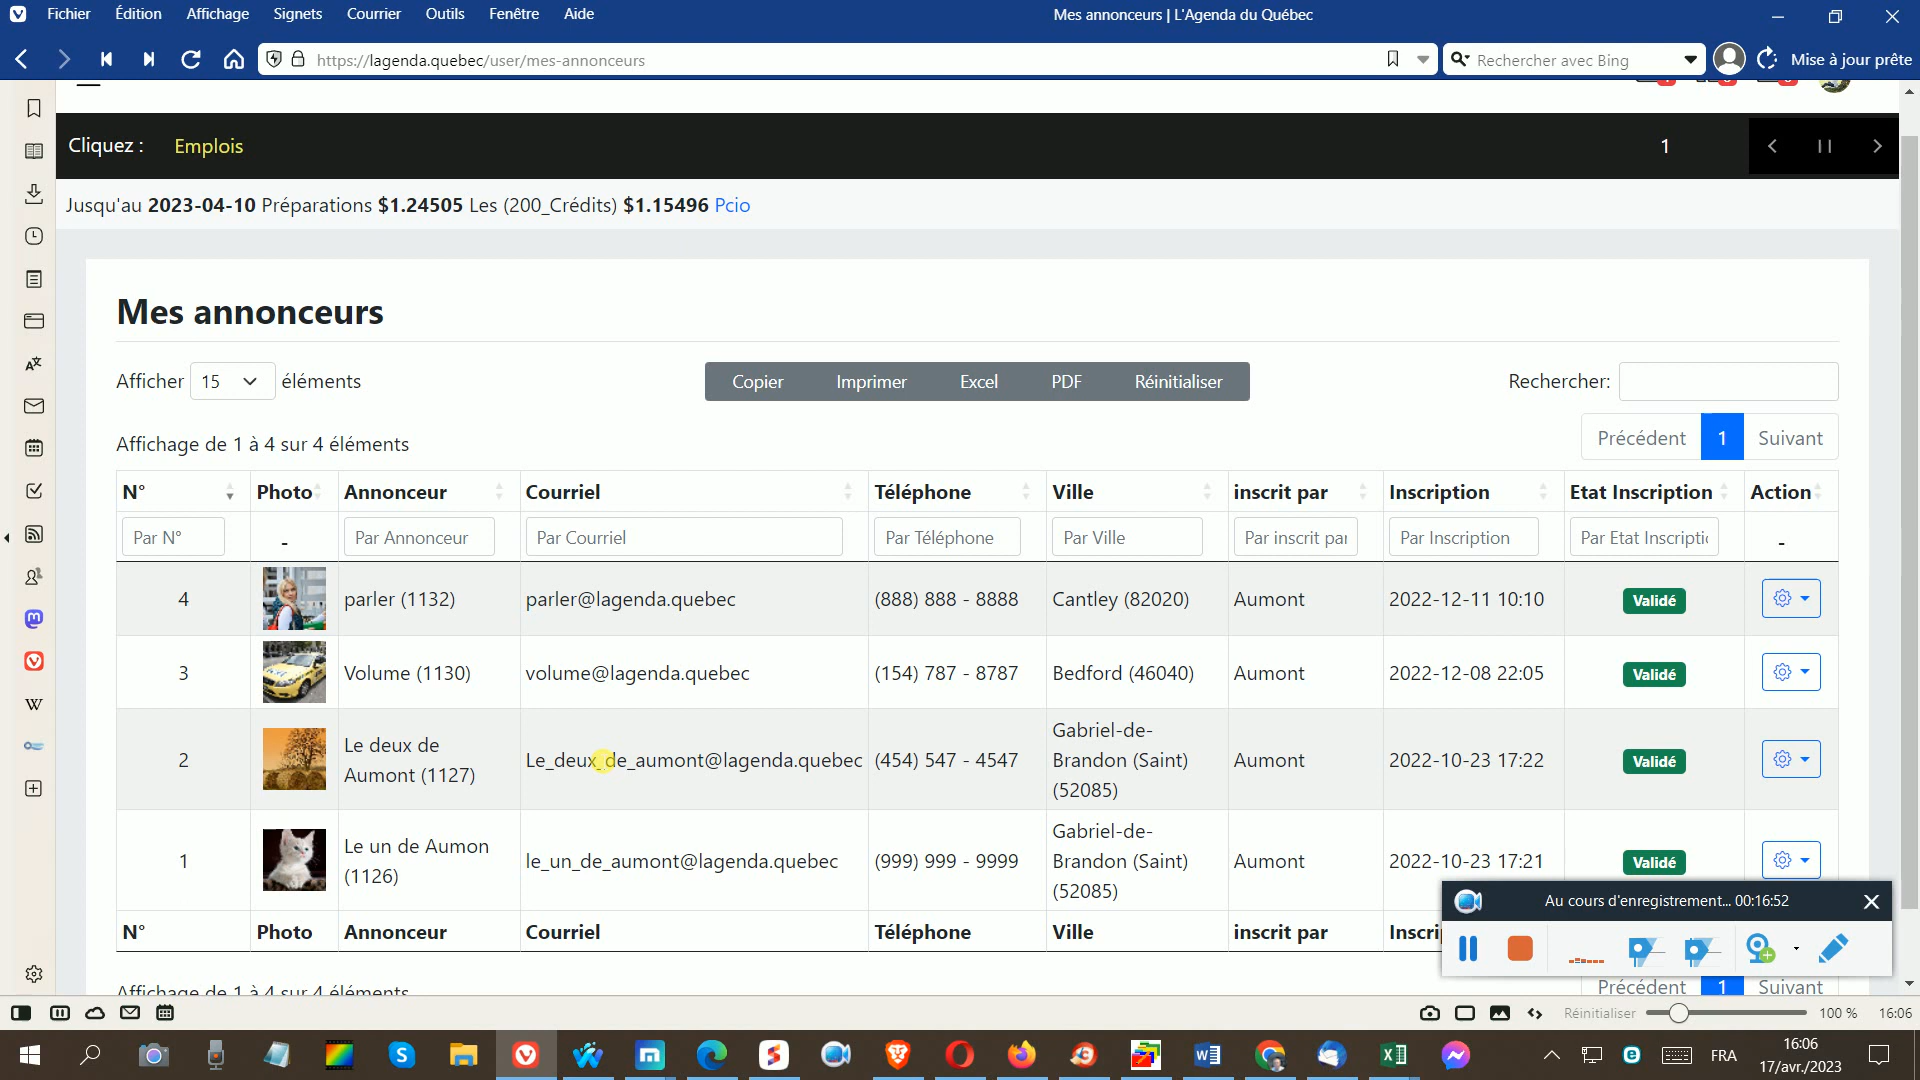 Fichier Édition Affichage Signets Courrier Outils Fenêtre Aide
Mes annonceurs | L'Agenda du Québec
https://lagenda.quebec/user/mes-annonceurs
Rechercher avec Bing
Mise à jour prête
Cliquez : Emplois 1
Jusqu'au 2023-04-10 Préparations $1.24505 Les (200_Crédits) $1.15496 Pcio
Mes annonceurs
Afficher 15 éléments
Copier Imprimer Excel PDF Réinitialiser
Rechercher:
Affichage de 1 à 4 sur 4 éléments
Précédent 1 Suivant
N° Photo Annonceur Courriel Téléphone Ville inscrit par Inscription Etat Inscription Action
Par N° - Par Annonceur Par Courriel Par Téléphone Par Ville Par inscrit par Par Inscription Par Etat Inscriptic -
4 parler (1132) parler@lagenda.quebec (888) 888 - 8888 Cantley (82020) Aumont 2022-12-11 10:10 Validé
3 Volume (1130) volume@lagenda.quebec (154) 787 - 8787 Bedford (46040) Aumont 2022-12-08 22:05 Validé
2 Le deux de
Aumont (1127) Le_deux_de_aumont@lagenda.quebec (454) 547 - 4547 Gabriel-de-
Brandon (Saint)
(52085) Aumont 2022-10-23 17:22 Validé
1 Le un de Aumon
(1126) le_un_de_aumont@lagenda.quebec (999) 999 - 9999 Gabriel-de-
Brandon (Saint)
(52085) Aumont 2022-10-23 17:21 Validé
N° Photo Annonceur Courriel Téléphone Ville inscrit par Inscri
Au cours d'enregistrement... 00:16:52
Affichage de 1 à 4 sur 4 éléments
Précédent 1 Suivant
Réinitialiser 100 % 16:06
FRA
16:06
17/avr./2023